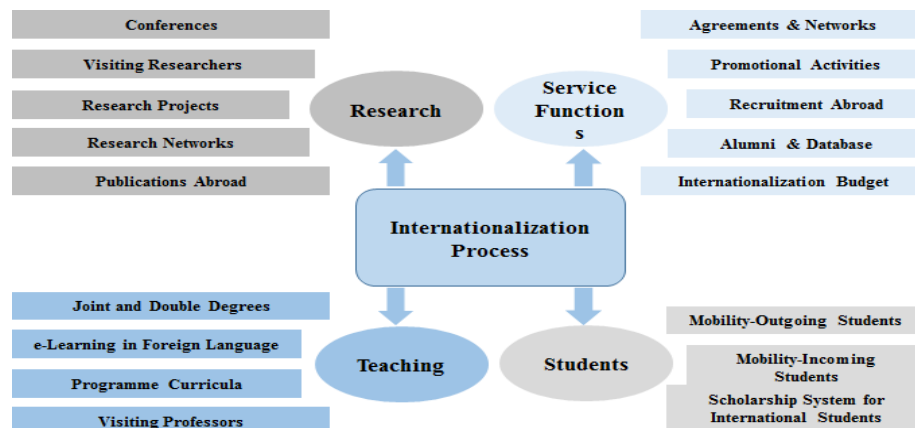 Conferences
Visiting Researchers
Research Projects
Research Networks
Publications Abroad
Research
Service
Function
s
Agreements & Networks
Promotional Activities
Recruitment Abroad
Alumni & Database
Internationalization Budget
Internationalization
Process
Joint and Double Degrees
e-Learning in Foreign Language
Programme Curricula
Visiting Professors
Teaching
Students
Mobility-Outgoing Students
Mobility-Incoming
Students
Scholarship System for
International Students